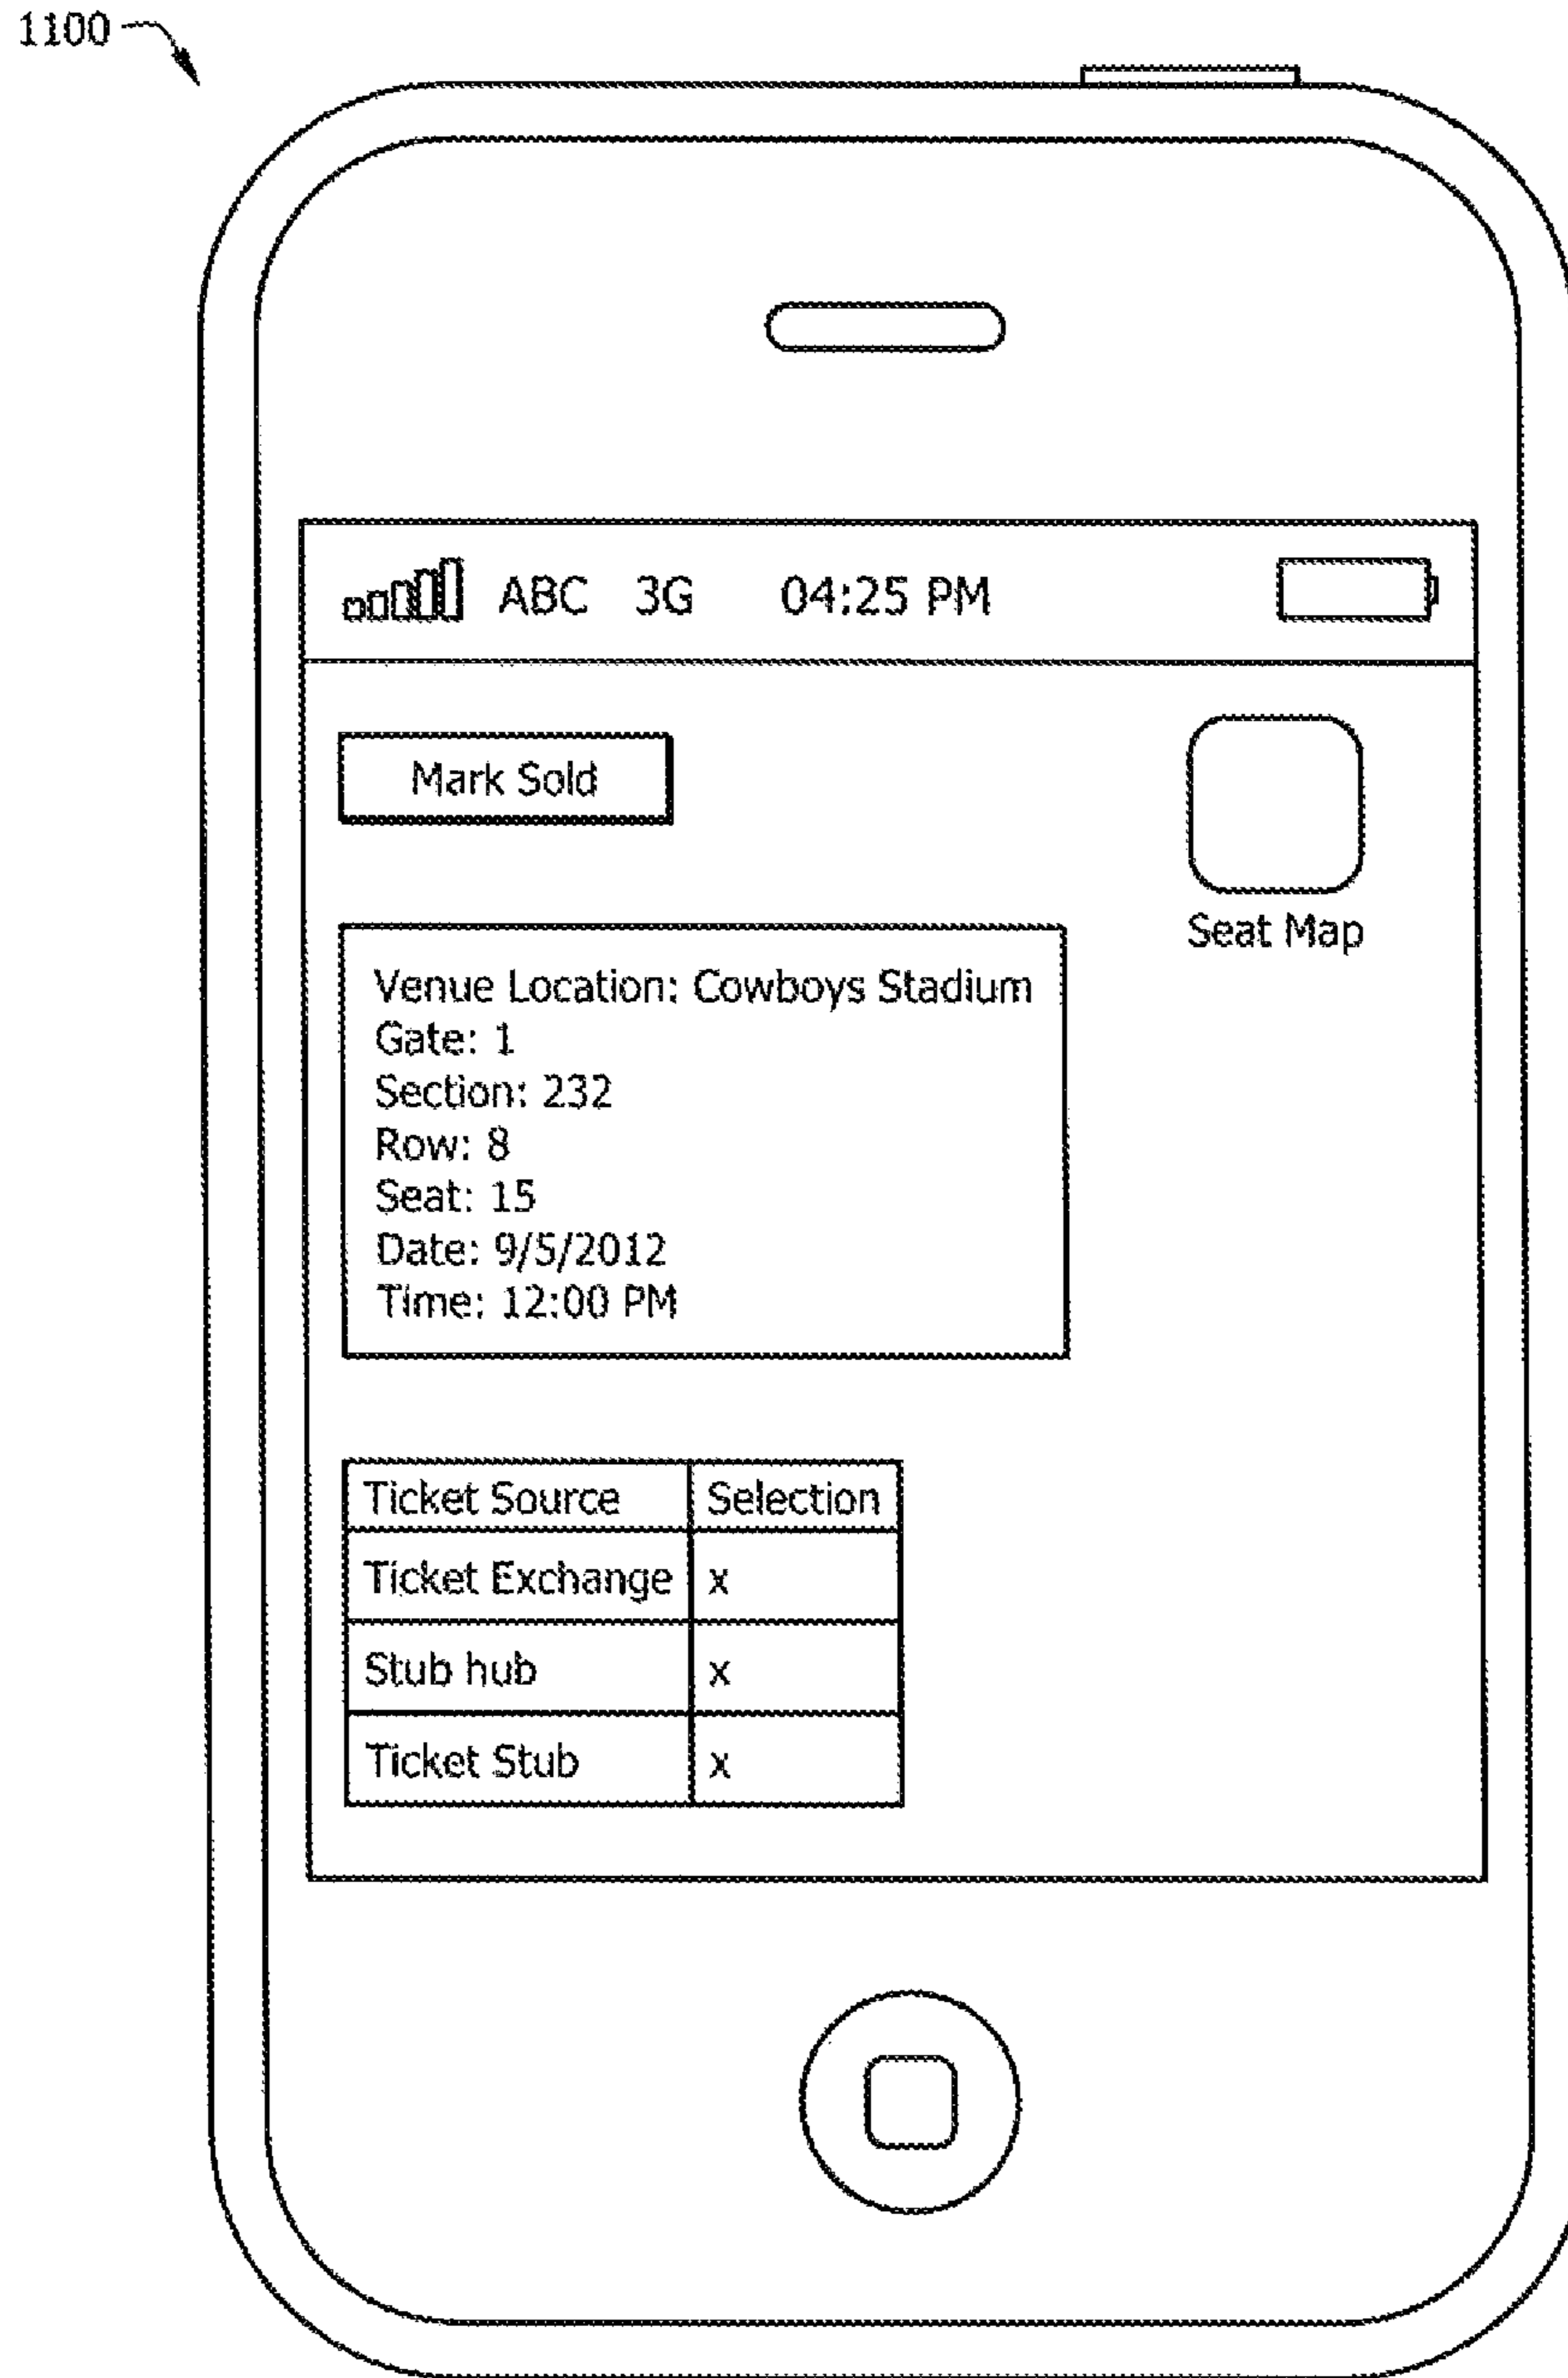 1100
ABC 3G 04:25 PM
Mark Sold
Seat Map
Venue Location: Cowboys Stadium
Gate: 1
Section: 232
Row: 8
Seat: 15
Date: 9/5/2012
Time: 12:00 PM
Ticket Source Selection
Ticket Exchange x
Stub hub x
Ticket Stub x